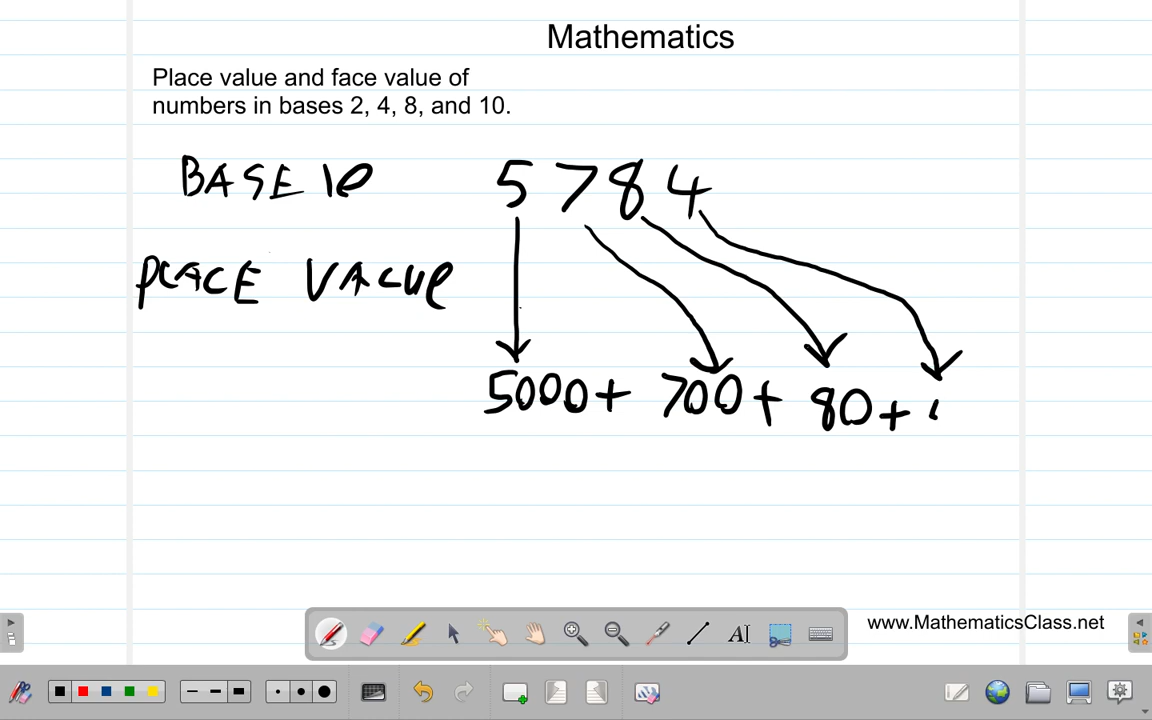 Mathematics
Place value and face value of
numbers in bases 2, 4, 8, and 10.
BASE 10 5784
PLACE VALUE
5000 + 700 + 80 +
www.MathematicsClass.net